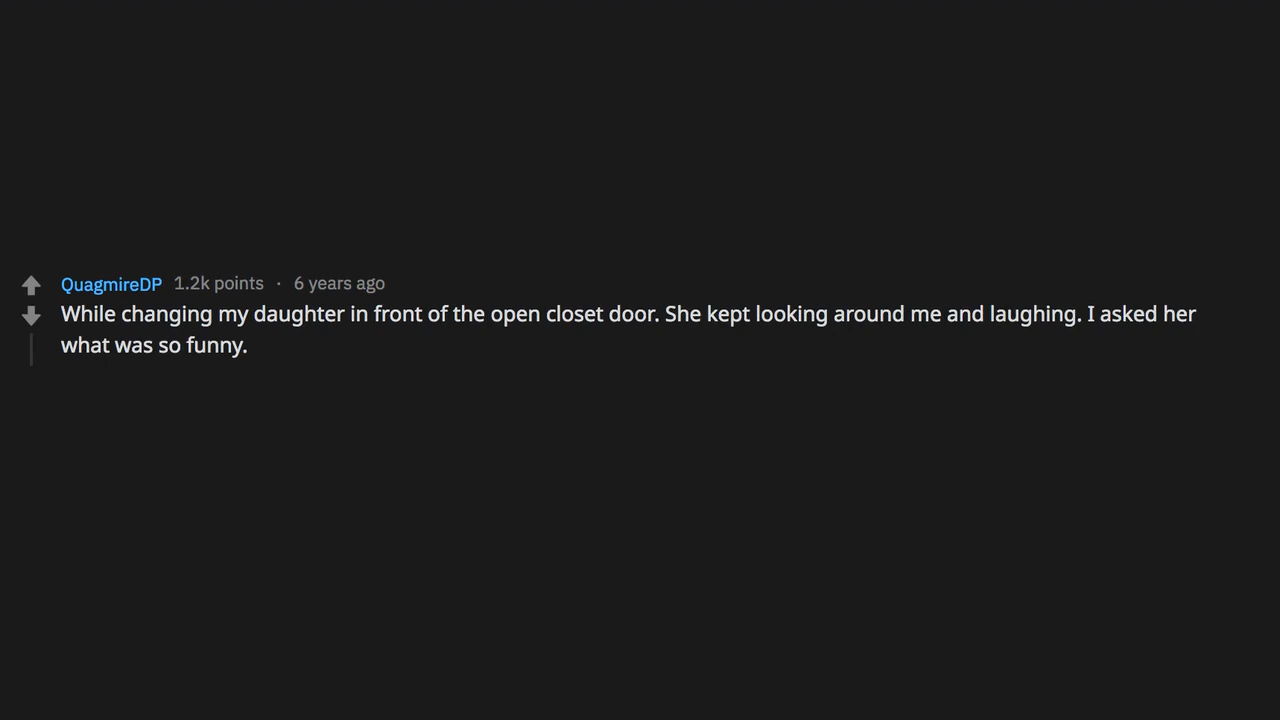 QuagmireDP 1.2k points · 6 years ago
While changing my daughter in front of the open closet door. She kept looking around me and laughing. I asked her
what was so funny.